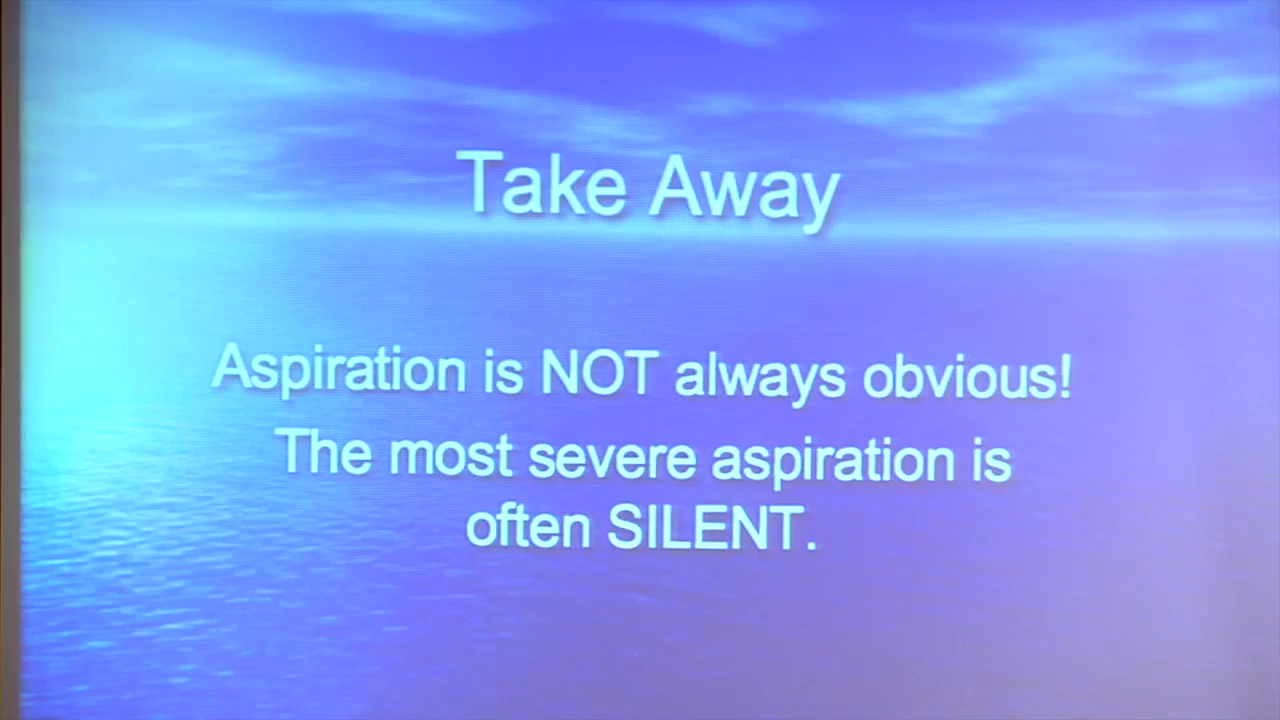 Take Away
Aspiration is NOT always obvious!
The most severe aspiration is
often SILENT.